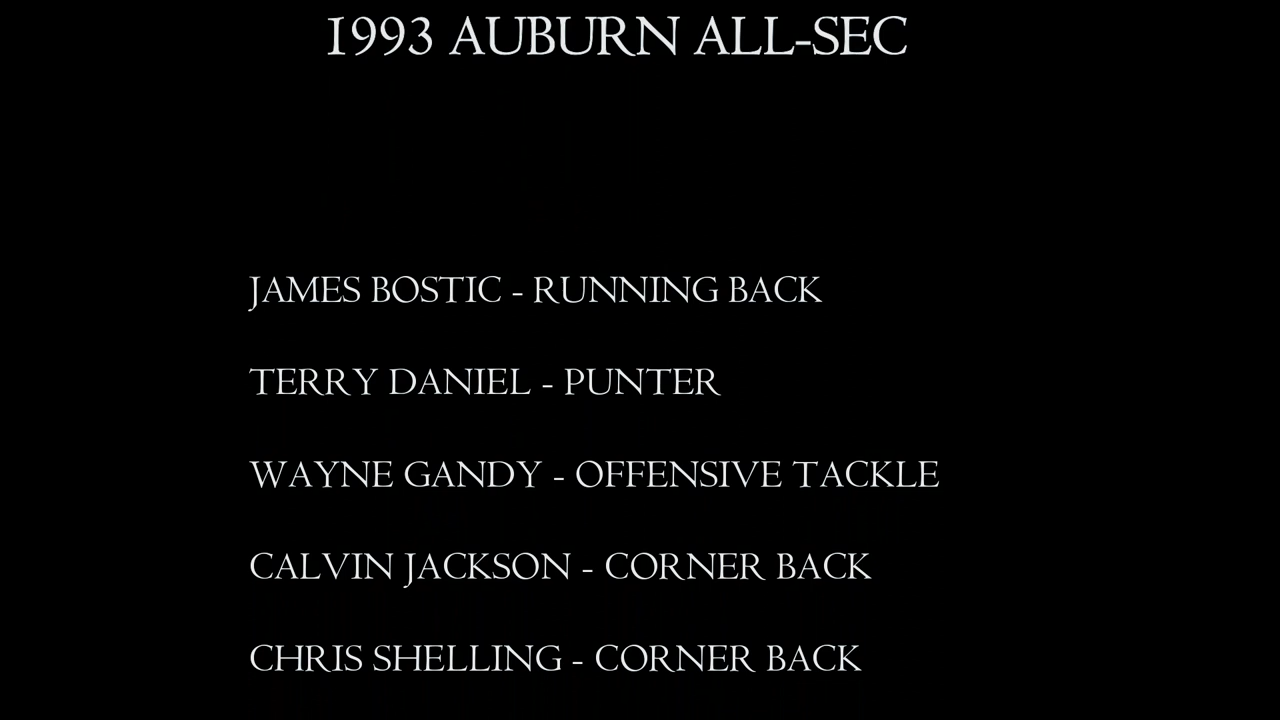 1993 AUBURN ALL-SEC
JAMES BOSTIC - RUNNING BACK
TERRY DANIEL - PUNTER
WAYNE GANDY - OFFENSIVE TACKLE
CALVIN JACKSON - CORNER BACK
CHRIS SHELLING - CORNER BACK